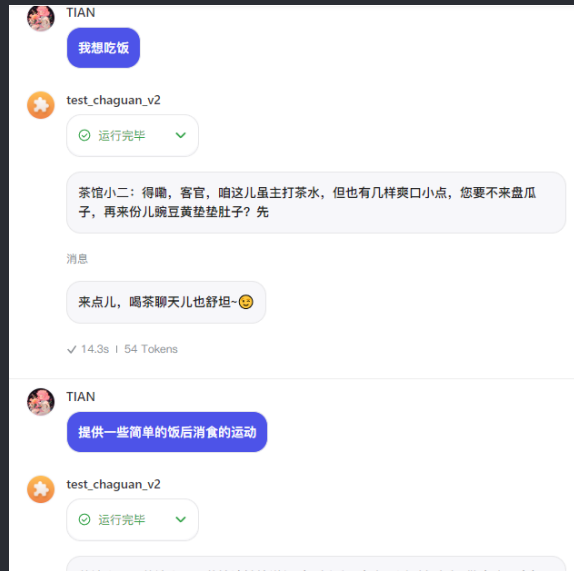 TIAN
我想吃饭
test_chaguan_v2
运行完毕
茶馆小二：得嘞，客官，咱这儿虽主打茶水，但也有几样爽口小点，您要不来盘瓜
子，再来份儿豌豆黄垫垫肚子？先
消息
来点儿，喝茶聊天儿也舒坦~😉
14.3s | 54 Tokens
TIAN
提供一些简单的饭后消食的运动
test_chaguan_v2
运行完毕